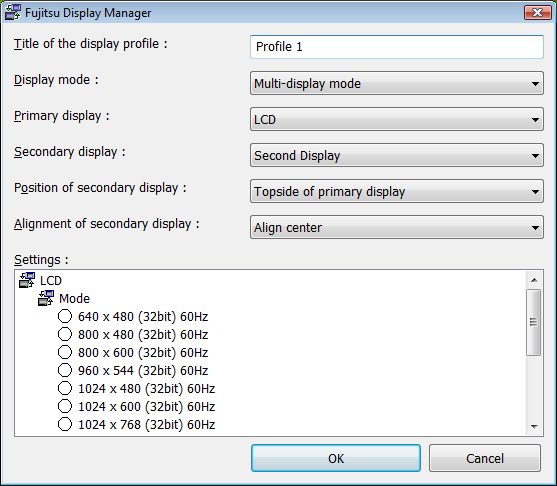 Fujitsu Display Manager
Title of the display profile : Profile 1
Display mode : Multi-display mode
Primary display : LCD
Secondary display : Second Display
Position of secondary display : Topside of primary display
Alignment of secondary display : Align center
Settings :
LCD
Mode
640 x 480 (32bit) 60Hz
800 x 480 (32bit) 60Hz
800 x 600 (32bit) 60Hz
960 x 544 (32bit) 60Hz
1024 x 480 (32bit) 60Hz
1024 x 600 (32bit) 60Hz
1024 x 768 (32bit) 60Hz
OK Cancel